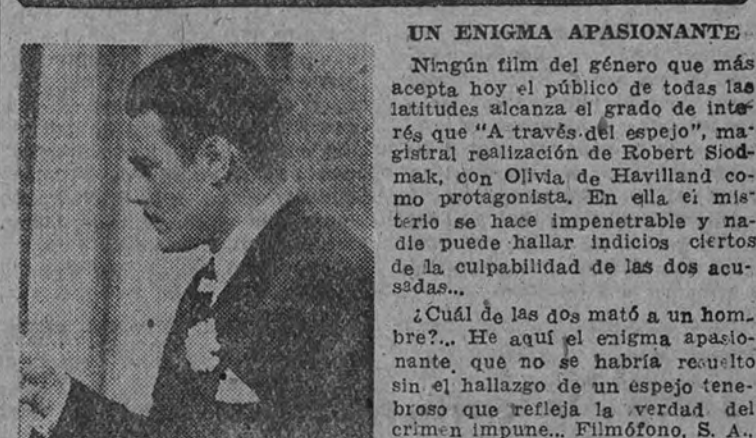 UN ENIGMA APASIONANTE
Ningún film del género que más
acepta hoy el público de todas las
latitudes alcanza el grado de inte-
rés que "A través del espejo", ma-
gistral realización de Robert Siod-
mak, con Olivia de Havilland co-
mo protagonista. En ella el mis-
terio se hace impenetrable y na-
die puede hallar indicios ciertos
de la culpabilidad de las dos acu-
sadas...
¿Cuál de las dos mató a un hom-
bre?... He aquí el enigma apasio-
nante que no se habría resuelto
sin el hallazgo de un espejo tene-
broso que refleja la verdad del
crimen impune... Filmófono, S. A.,